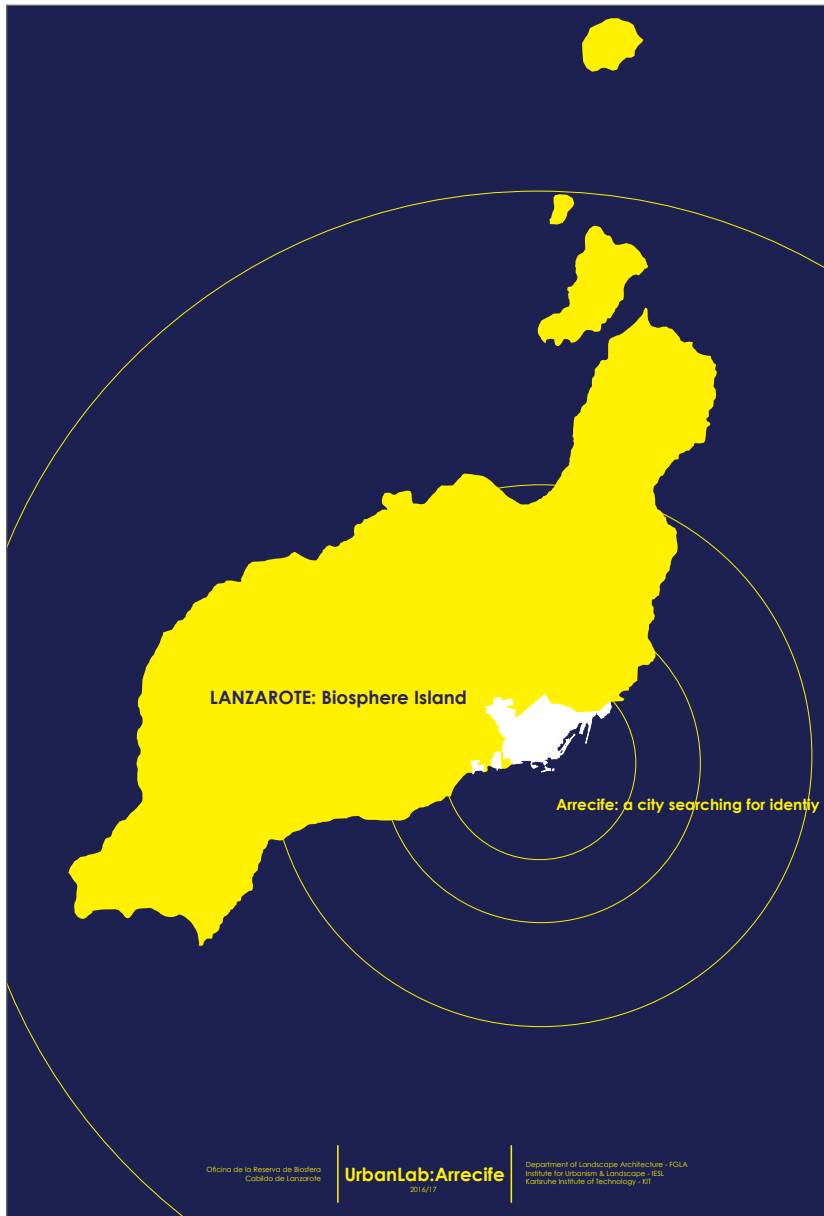 LANZAROTE: Biosphere Island
Arrecife: a city searching for identiy
Oficina de la Reserva de Biosfera
Cabildo de Lanzarote
UrbanLab:Arrecife
2016/17
Department of Landscape Architecture - FGLA
Institute for Urbanism & Landscape - IESL
Karlsruhe Institute of Technology - KIT